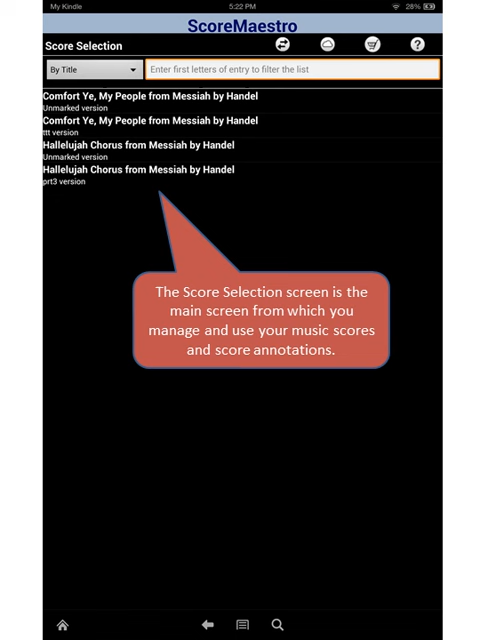 My Kindle 5:22 PM 28%
ScoreMaestro
Score Selection
By Title Enter first letters of entry to filter the list
Comfort Ye, My People from Messiah by Handel
Unmarked version
Comfort Ye, My People from Messiah by Handel
ttt version
Hallelujah Chorus from Messiah by Handel
Unmarked version
Hallelujah Chorus from Messiah by Handel
prt3 version
The Score Selection screen is the
main screen from which you
manage and use your music scores
and score annotations.